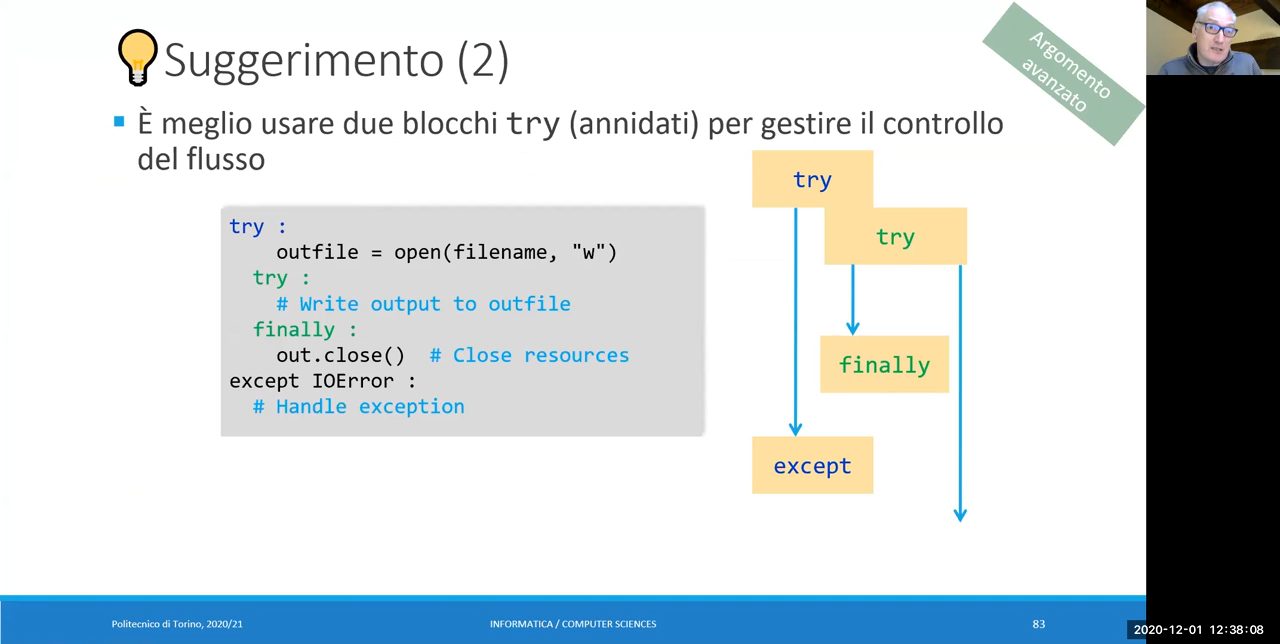 Suggerimento (2)
Argomento
avanzato
È meglio usare due blocchi try (annidati) per gestire il controllo
del flusso
try :
outfile = open(filename, "w")
try :
# Write output to outfile
finally :
out.close() # Close resources
except IOError :
# Handle exception
try
try
finally
except
Politecnico di Torino, 2020/21
INFORMATICA / COMPUTER SCIENCES
83
2020-12-01 12:38:08